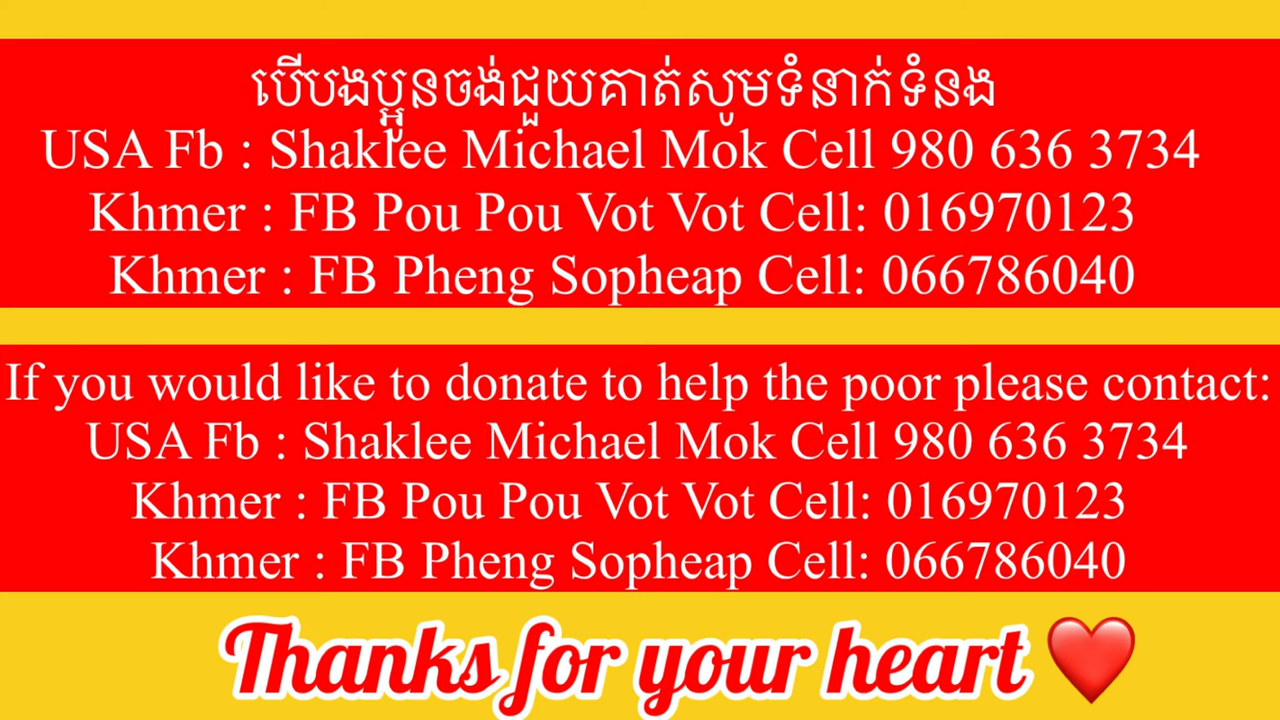 បើបងប្អូនចង់ជួយគាត់សូមទំនាក់ទំនង
USA Fb : Shaklee Michael Mok Cell 980 636 3734
Khmer : FB Pou Pou Vot Vot Cell: 016970123
Khmer : FB Pheng Sopheap Cell: 066786040
If you would like to donate to help the poor please contact:
USA Fb : Shaklee Michael Mok Cell 980 636 3734
Khmer : FB Pou Pou Vot Vot Cell: 016970123
Khmer : FB Pheng Sopheap Cell: 066786040
Thanks for your heart ❤️